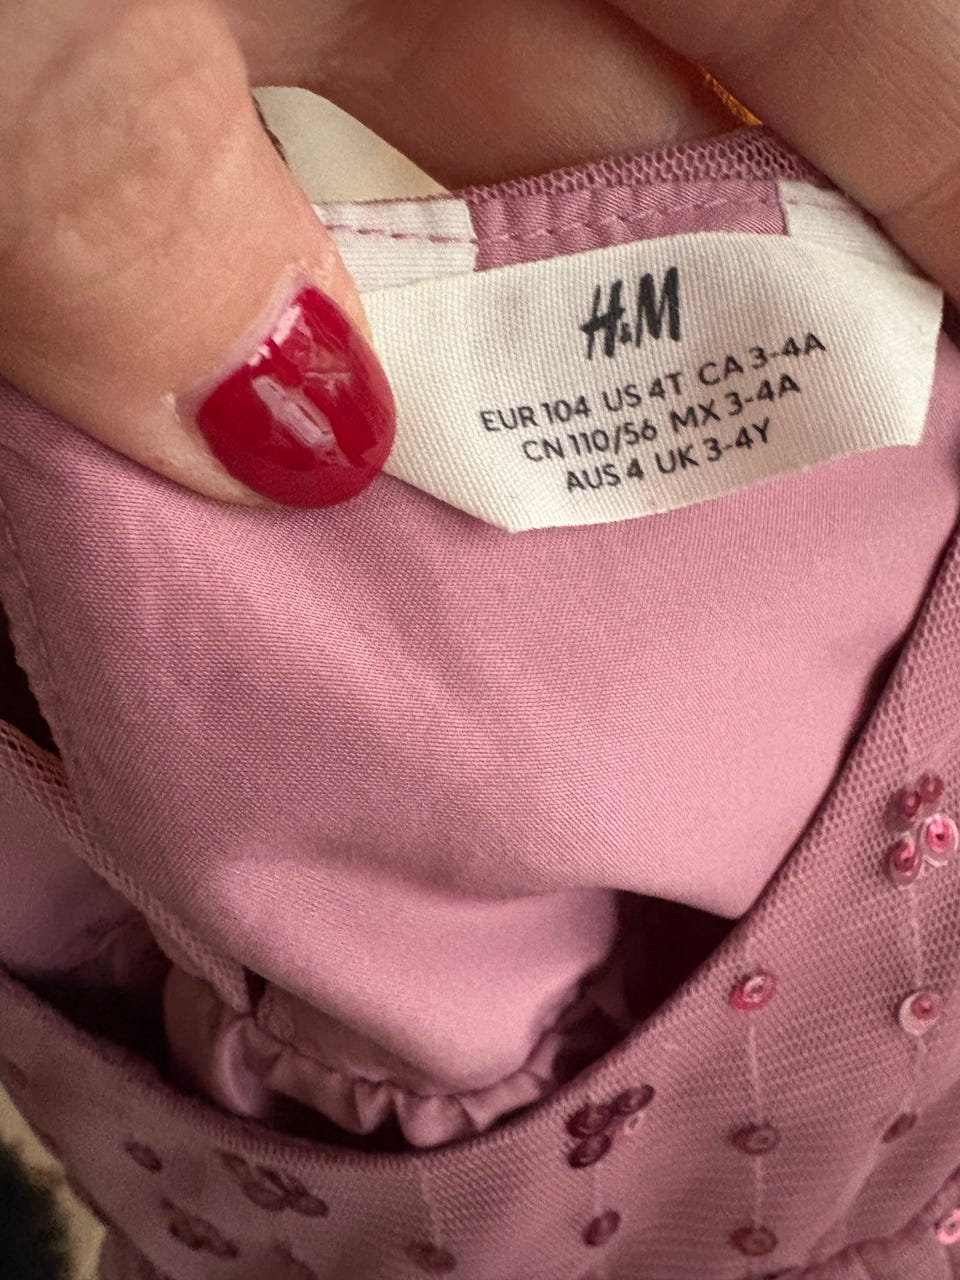 H&M
EUR 104 US 4T CA 3-4A
CN 110/56 MX 3-4A
AUS 4 UK 3-4Y